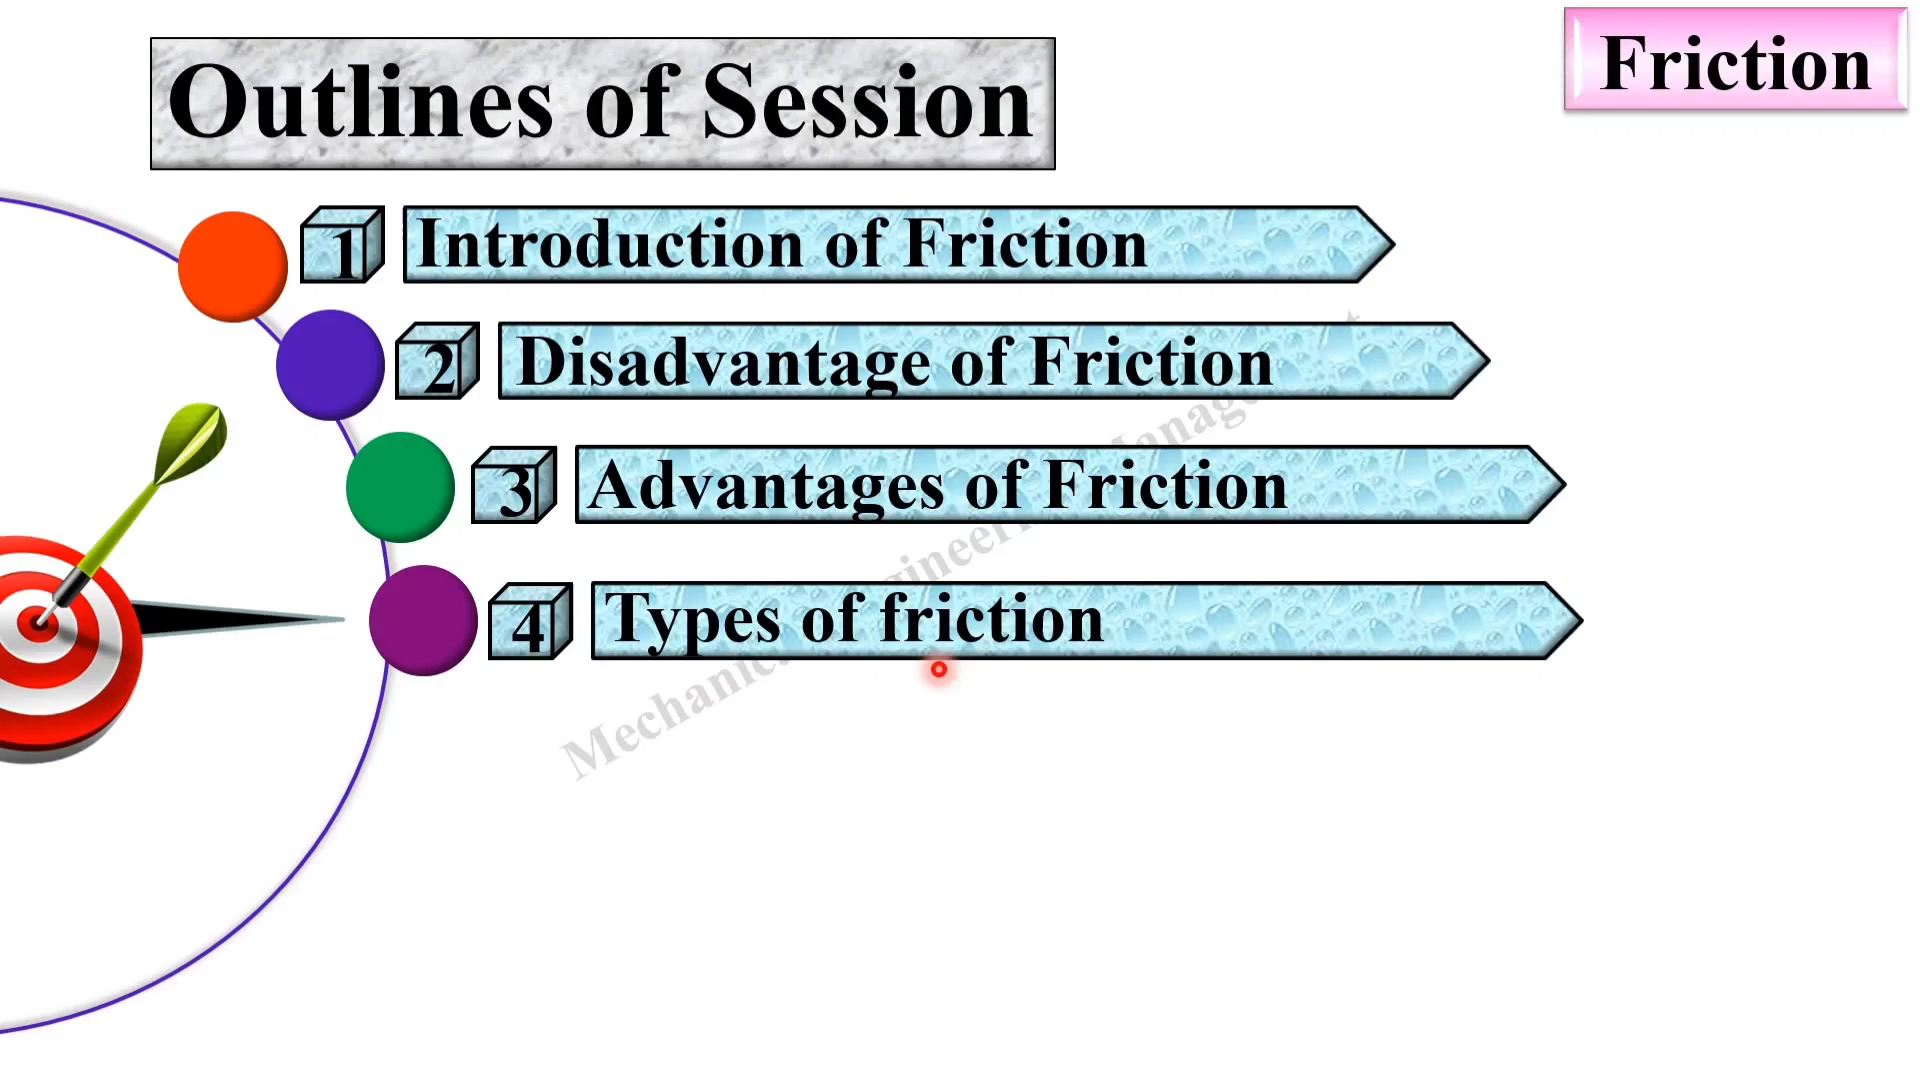 Outlines of Session
Friction
1 Introduction of Friction
2 Disadvantage of Friction
3 Advantages of Friction
4 Types of friction